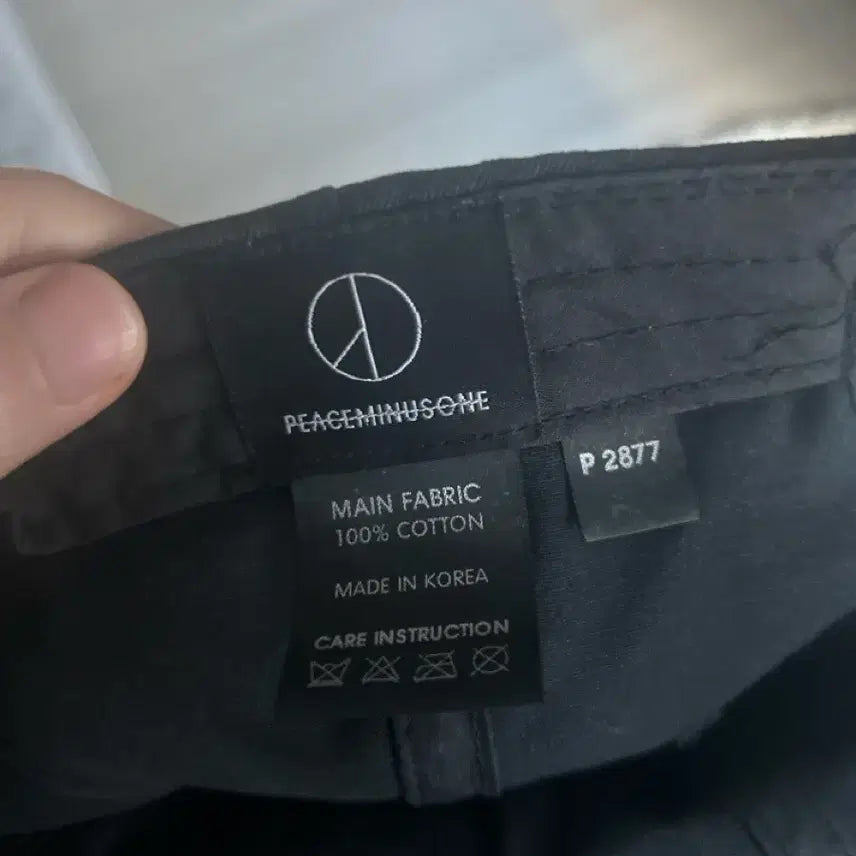 PEACEMINUSONE
P 2877
MAIN FABRIC
100% COTTON
MADE IN KOREA
CARE INSTRUCTION